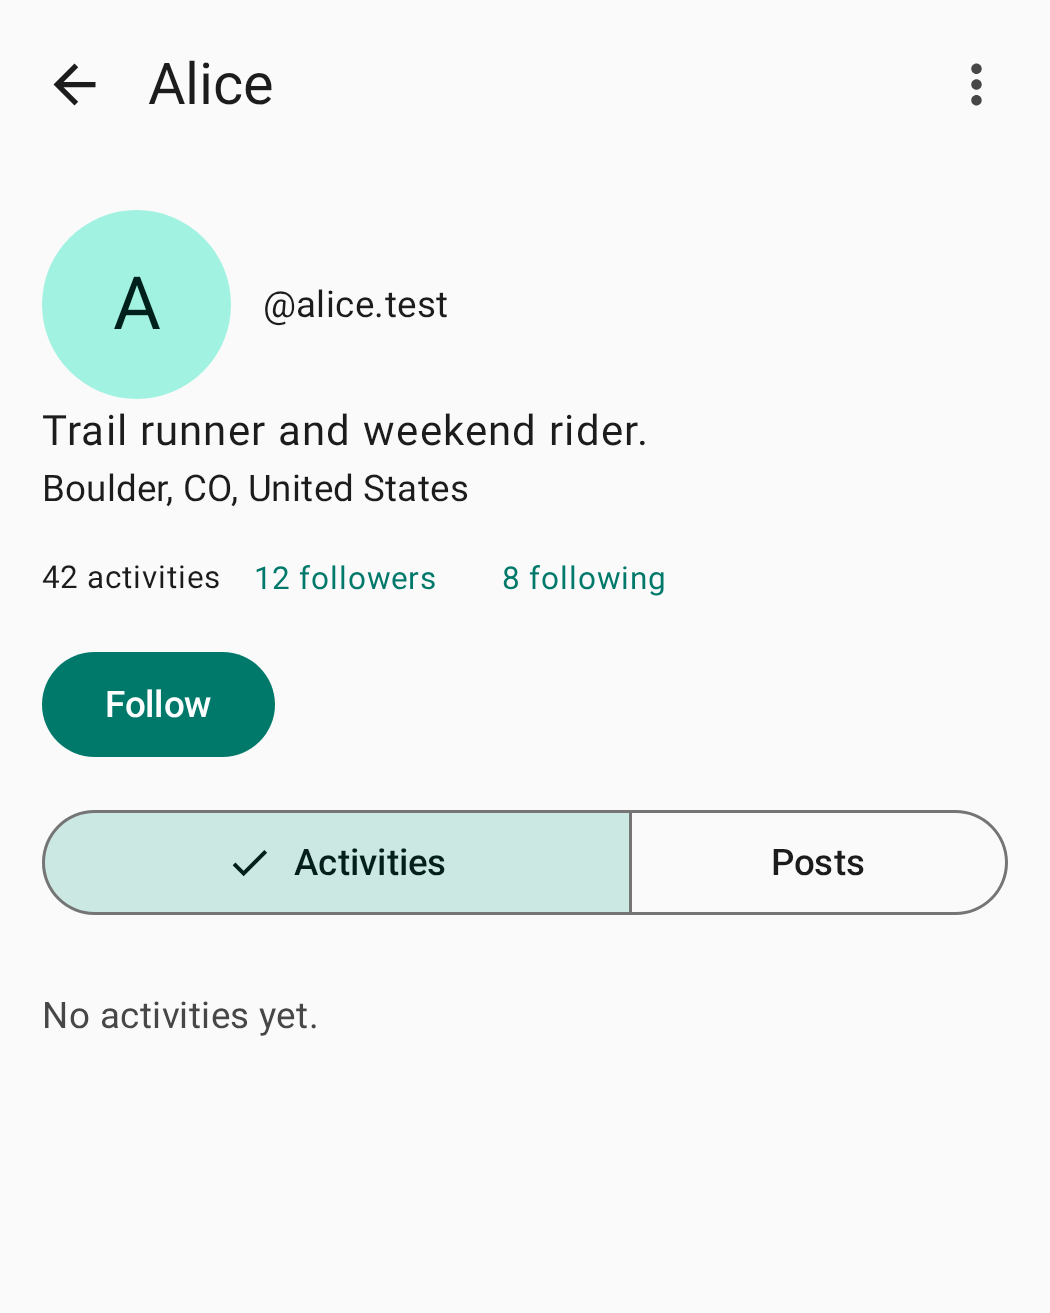 Alice
A
@alice.test
Trail runner and weekend rider.
Boulder, CO, United States
42 activities 12 followers 8 following
Follow
Activities Posts
No activities yet.